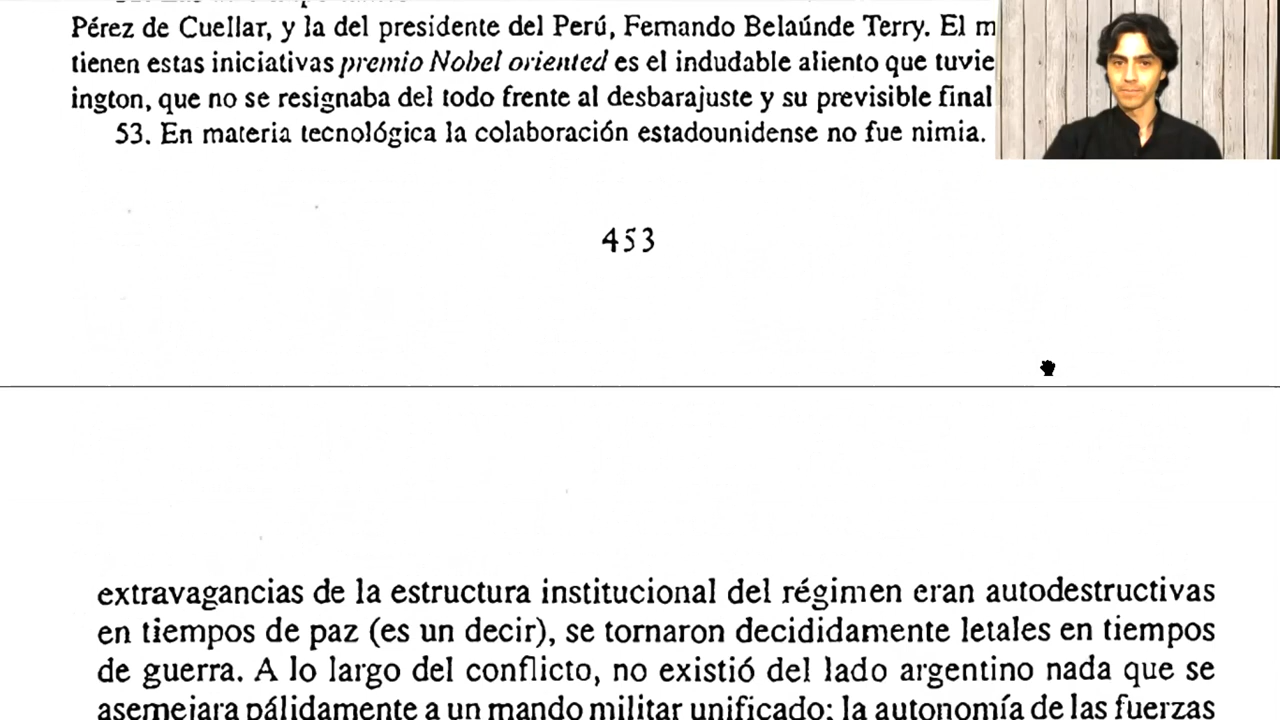 Pérez de Cuellar, y la del presidente del Perú, Fernando Belaúnde Terry. El m
tienen estas iniciativas premio Nobel oriented es el indudable aliento que tuvie
ington, que no se resignaba del todo frente al desbarajuste y su previsible final
53. En materia tecnológica la colaboración estadounidense no fue nimia.
453
extravagancias de la estructura institucional del régimen eran autodestructivas
en tiempos de paz (es un decir), se tornaron decididamente letales en tiempos
de guerra. A lo largo del conflicto, no existió del lado argentino nada que se
asemejara pálidamente a un mando militar unificado; la autonomía de las fuerzas